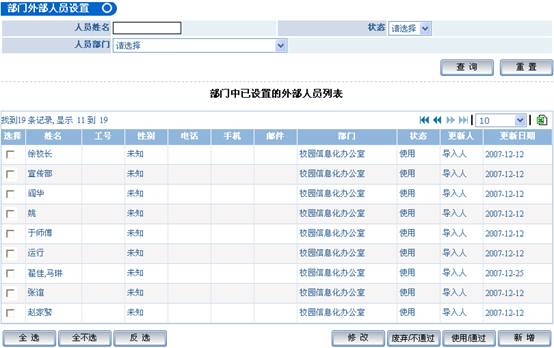 部门外部人员设置
人员姓名 状态 请选择
人员部门 请选择
查 询 重 置
部门中已设置的外部人员列表
找到19 条记录, 显示 11 到 19 10
选择 姓名 工号 性别 电话 手机 邮件 部门 状态 更新人 更新日期
徐校长 未知 校园信息化办公室 使用 导入人 2007-12-12
宣传部 未知 校园信息化办公室 使用 导入人 2007-12-12
阎华 未知 校园信息化办公室 使用 导入人 2007-12-12
姚 未知 校园信息化办公室 使用 导入人 2007-12-12
于师傅 未知 校园信息化办公室 使用 导入人 2007-12-12
运行 未知 校园信息化办公室 使用 导入人 2007-12-12
翟佳,马琳 未知 校园信息化办公室 使用 导入人 2007-12-25
张谊 未知 校园信息化办公室 使用 导入人 2007-12-12
赵家骘 未知 校园信息化办公室 使用 导入人 2007-12-12
全 选 全不选 反 选 修 改 废弃/不通过 使用/通过 新 增